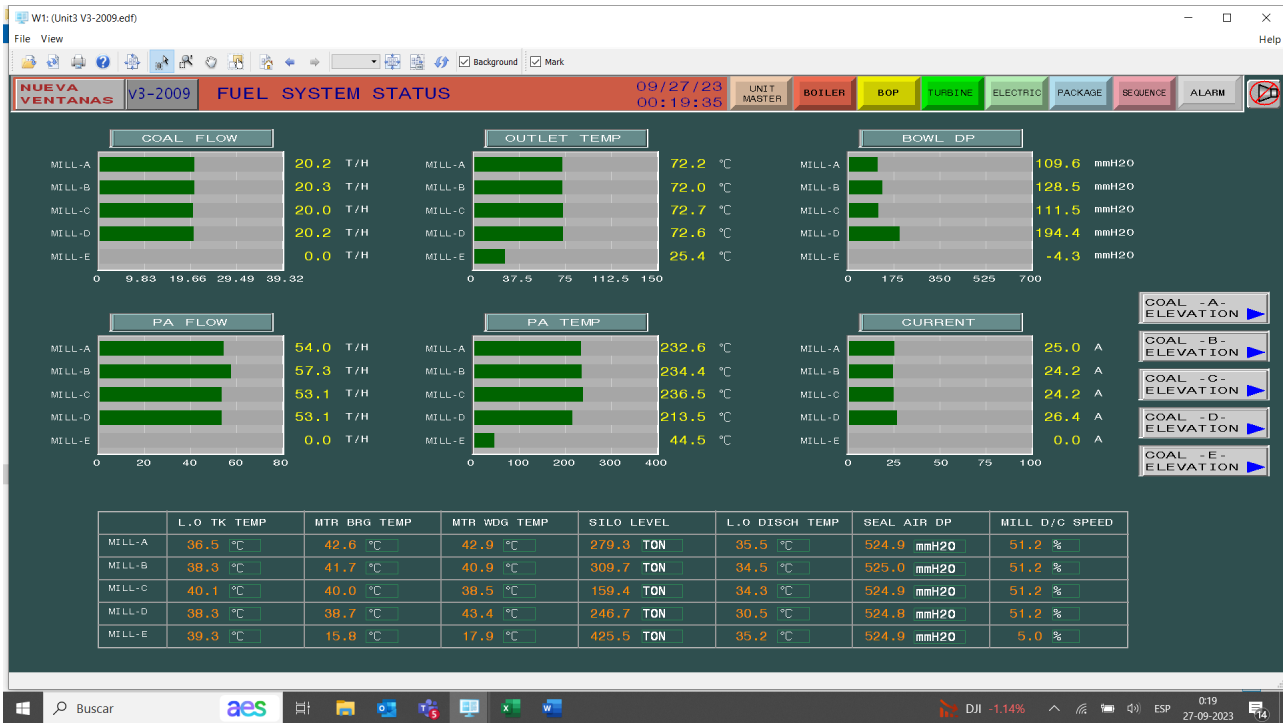 W1: (Unit3 V3-2009.edf)
File View Help
Background Mark
NUEVA VENTANAS
V3-2009
FUEL SYSTEM STATUS
09/27/23
00:19:35
UNIT MASTER
BOILER
BOP
TURBINE
ELECTRIC
PACKAGE
SEQUENCE
ALARM
COAL FLOW
MILL-A 20.2 T/H
MILL-B 20.3 T/H
MILL-C 20.0 T/H
MILL-D 20.2 T/H
MILL-E 0.0 T/H
0 9.83 19.66 29.49 39.32
OUTLET TEMP
MILL-A 72.2 °C
MILL-B 72.0 °C
MILL-C 72.7 °C
MILL-D 72.6 °C
MILL-E 25.4 °C
0 37.5 75 112.5 150
BOWL DP
MILL-A 109.6 mmH2O
MILL-B 128.5 mmH2O
MILL-C 111.5 mmH2O
MILL-D 194.4 mmH2O
MILL-E -4.3 mmH2O
0 175 350 525 700
PA FLOW
MILL-A 54.0 T/H
MILL-B 57.3 T/H
MILL-C 53.1 T/H
MILL-D 53.1 T/H
MILL-E 0.0 T/H
0 20 40 60 80
PA TEMP
MILL-A 232.6 °C
MILL-B 234.4 °C
MILL-C 236.5 °C
MILL-D 213.5 °C
MILL-E 44.5 °C
0 100 200 300 400
CURRENT
MILL-A 25.0 A
MILL-B 24.2 A
MILL-C 24.2 A
MILL-D 26.4 A
MILL-E 0.0 A
0 25 50 75 100
COAL -A-
ELEVATION
COAL -B-
ELEVATION
COAL -C-
ELEVATION
COAL -D-
ELEVATION
COAL -E-
ELEVATION
L.O TK TEMP MTR BRG TEMP MTR WDG TEMP SILO LEVEL L.O DISCH TEMP SEAL AIR DP MILL D/C SPEED
MILL-A 36.5 °C 42.6 °C 42.9 °C 279.3 TON 35.5 °C 524.9 mmH2O 51.2 %
MILL-B 38.3 °C 41.7 °C 40.9 °C 309.7 TON 34.5 °C 525.0 mmH2O 51.2 %
MILL-C 40.1 °C 40.0 °C 38.5 °C 159.4 TON 34.3 °C 524.9 mmH2O 51.2 %
MILL-D 38.3 °C 38.7 °C 43.4 °C 246.7 TON 30.5 °C 524.8 mmH2O 51.2 %
MILL-E 39.3 °C 15.8 °C 17.9 °C 425.5 TON 35.2 °C 524.9 mmH2O 5.0 %
Buscar
aes
DJI -1.14%
ESP
0:19
27-09-2023
14